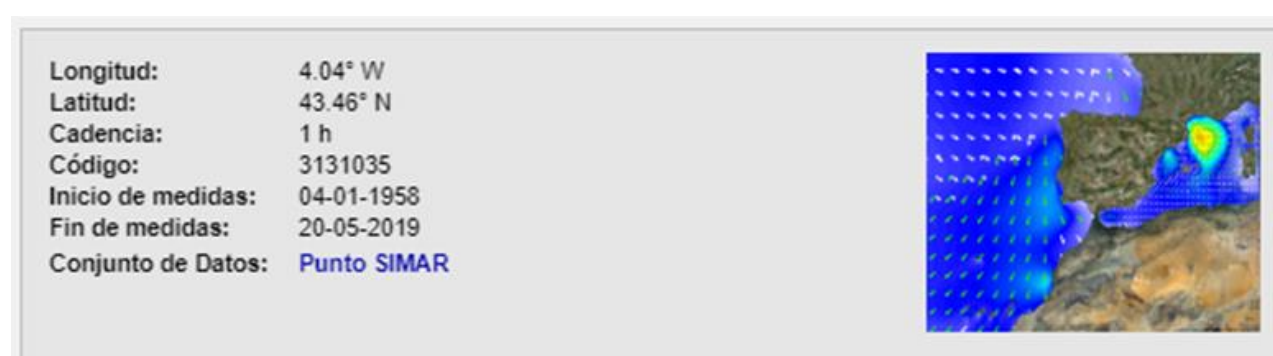 Longitud: 4.04° W
Latitud: 43.46° N
Cadencia: 1 h
Código: 3131035
Inicio de medidas: 04-01-1958
Fin de medidas: 20-05-2019
Conjunto de Datos: Punto SIMAR